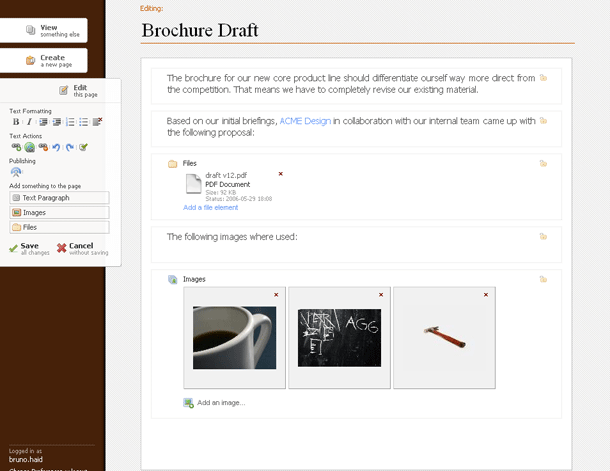 View
something else
Create
a new page
Edit
this page
Text Formatting
B I
Text Actions
Publishing
Add something to the page
Text Paragraph
Images
Files
Save
all changes
Cancel
without saving
Logged in as
bruno.haid
Editing:
Brochure Draft
The brochure for our new core product line should differentiate ourself way more direct from
the competition. That means we have to completely revise our existing material.
Based on our initial briefings, ACME Design in collaboration with our internal team came up with
the following proposal:
Files
draft v12.pdf
PDF Document
Size: 92 KB
Status: 2006-05-29 10:08
Add a file element
The following images where used:
Images
AGG
Add an image...